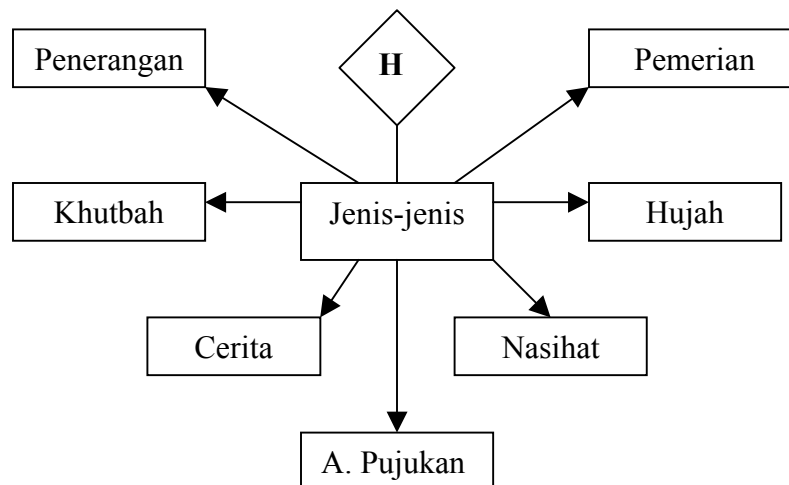 Penerangan
H
Pemerian
Khutbah
Jenis-jenis
Hujah
Cerita
Nasihat
A. Pujukan